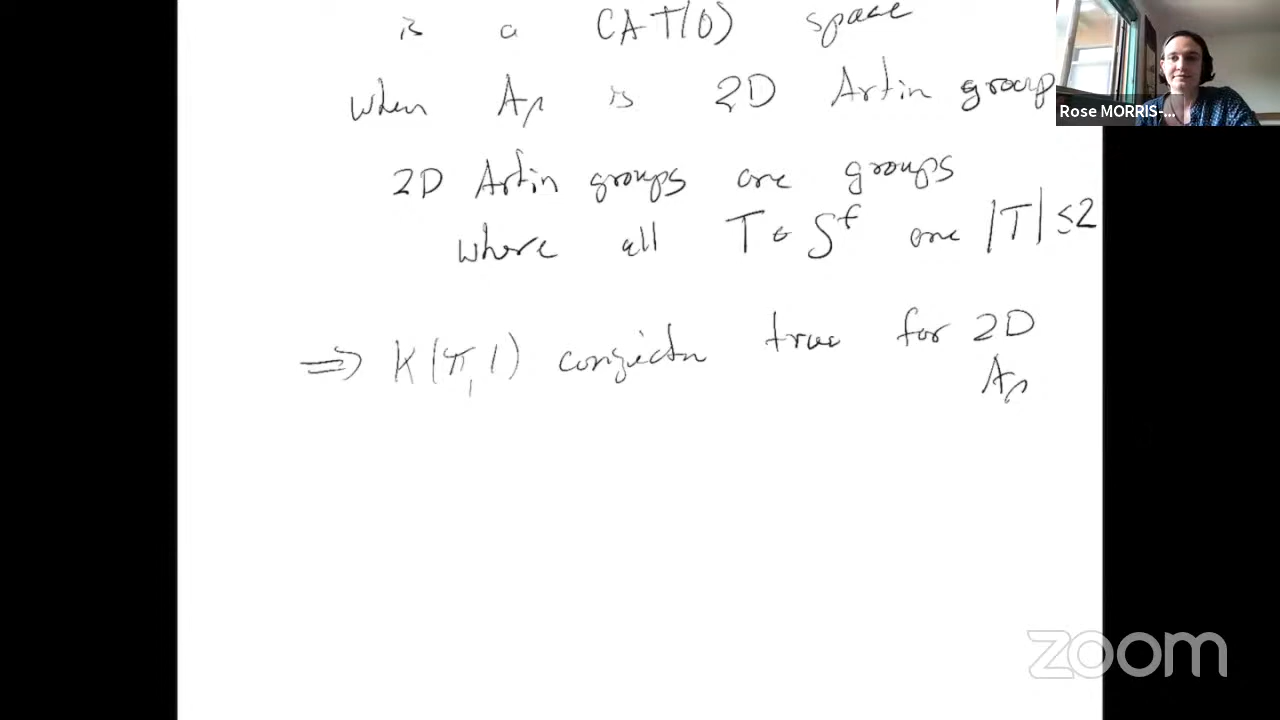 is a CAT(0) space
when A_Γ is 2D Artin group
Rose MORRIS-...
2D Artin groups are groups
where all T ∈ S^f are |T| ≤ 2
⟹ K(π,1) conjectu true for 2D
A_Γ
zoom